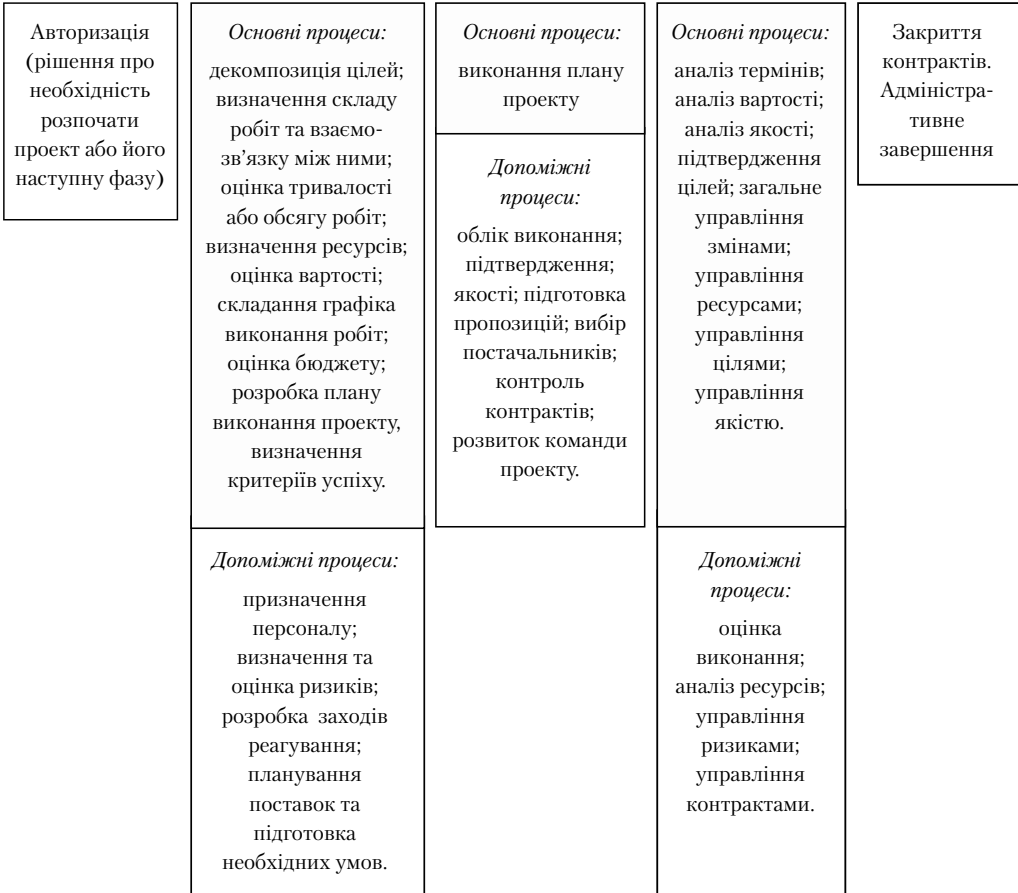 Авторизація
(рішення про
необхідність
розпочати
проект або його
наступну фазу)
Основні процеси:
декомпозиція цілей;
визначення складу
робіт та взаємо-
зв’язку між ними;
оцінка тривалості
або обсягу робіт;
визначення ресурсів;
оцінка вартості;
складання графіка
виконання робіт;
оцінка бюджету;
розробка плану
виконання проекту,
визначення
критеріїв успіху.
Допоміжні процеси:
призначення
персоналу;
визначення та
оцінка ризиків;
розробка заходів
реагування;
планування
поставок та
підготовка
необхідних умов.
Основні процеси:
виконання плану
проекту
Допоміжні
процеси:
облік виконання;
підтвердження;
якості; підготовка
пропозицій; вибір
постачальників;
контроль
контрактів;
розвиток команди
проекту.
Основні процеси:
аналіз термінів;
аналіз вартості;
аналіз якості;
підтвердження
цілей; загальне
управління
змінами;
управління
ресурсами;
управління
цілями;
управління
якістю.
Допоміжні
процеси:
оцінка
виконання;
аналіз ресурсів;
управління
ризиками;
управління
контрактами.
Закриття
контрактів.
Адміністра-
тивне
завершення